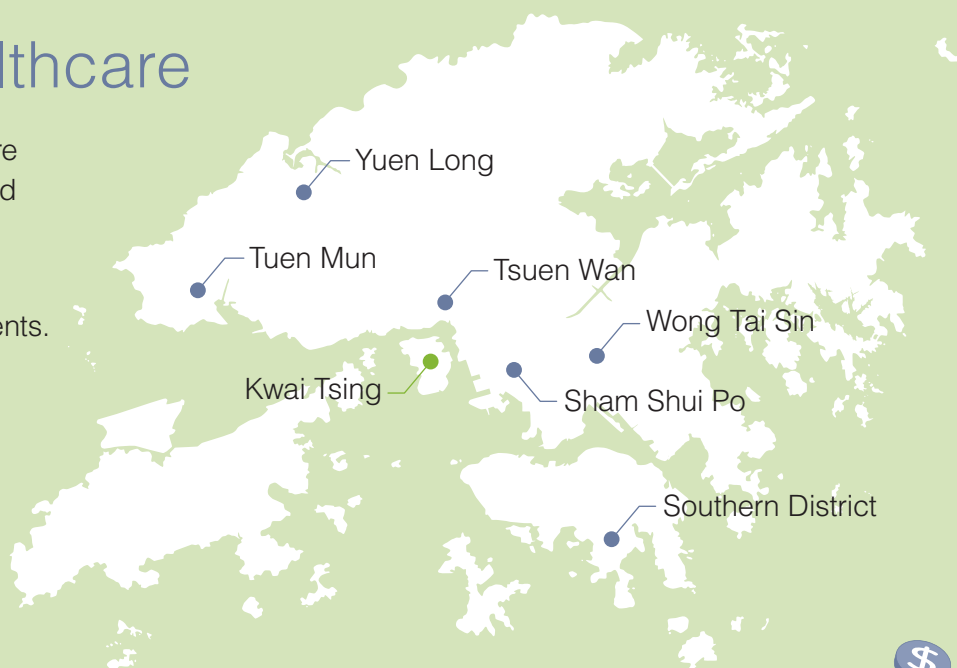 lthcare
re
d
ents.
Yuen Long
Tuen Mun
Tsuen Wan
Wong Tai Sin
Kwai Tsing
Sham Shui Po
Southern District
$